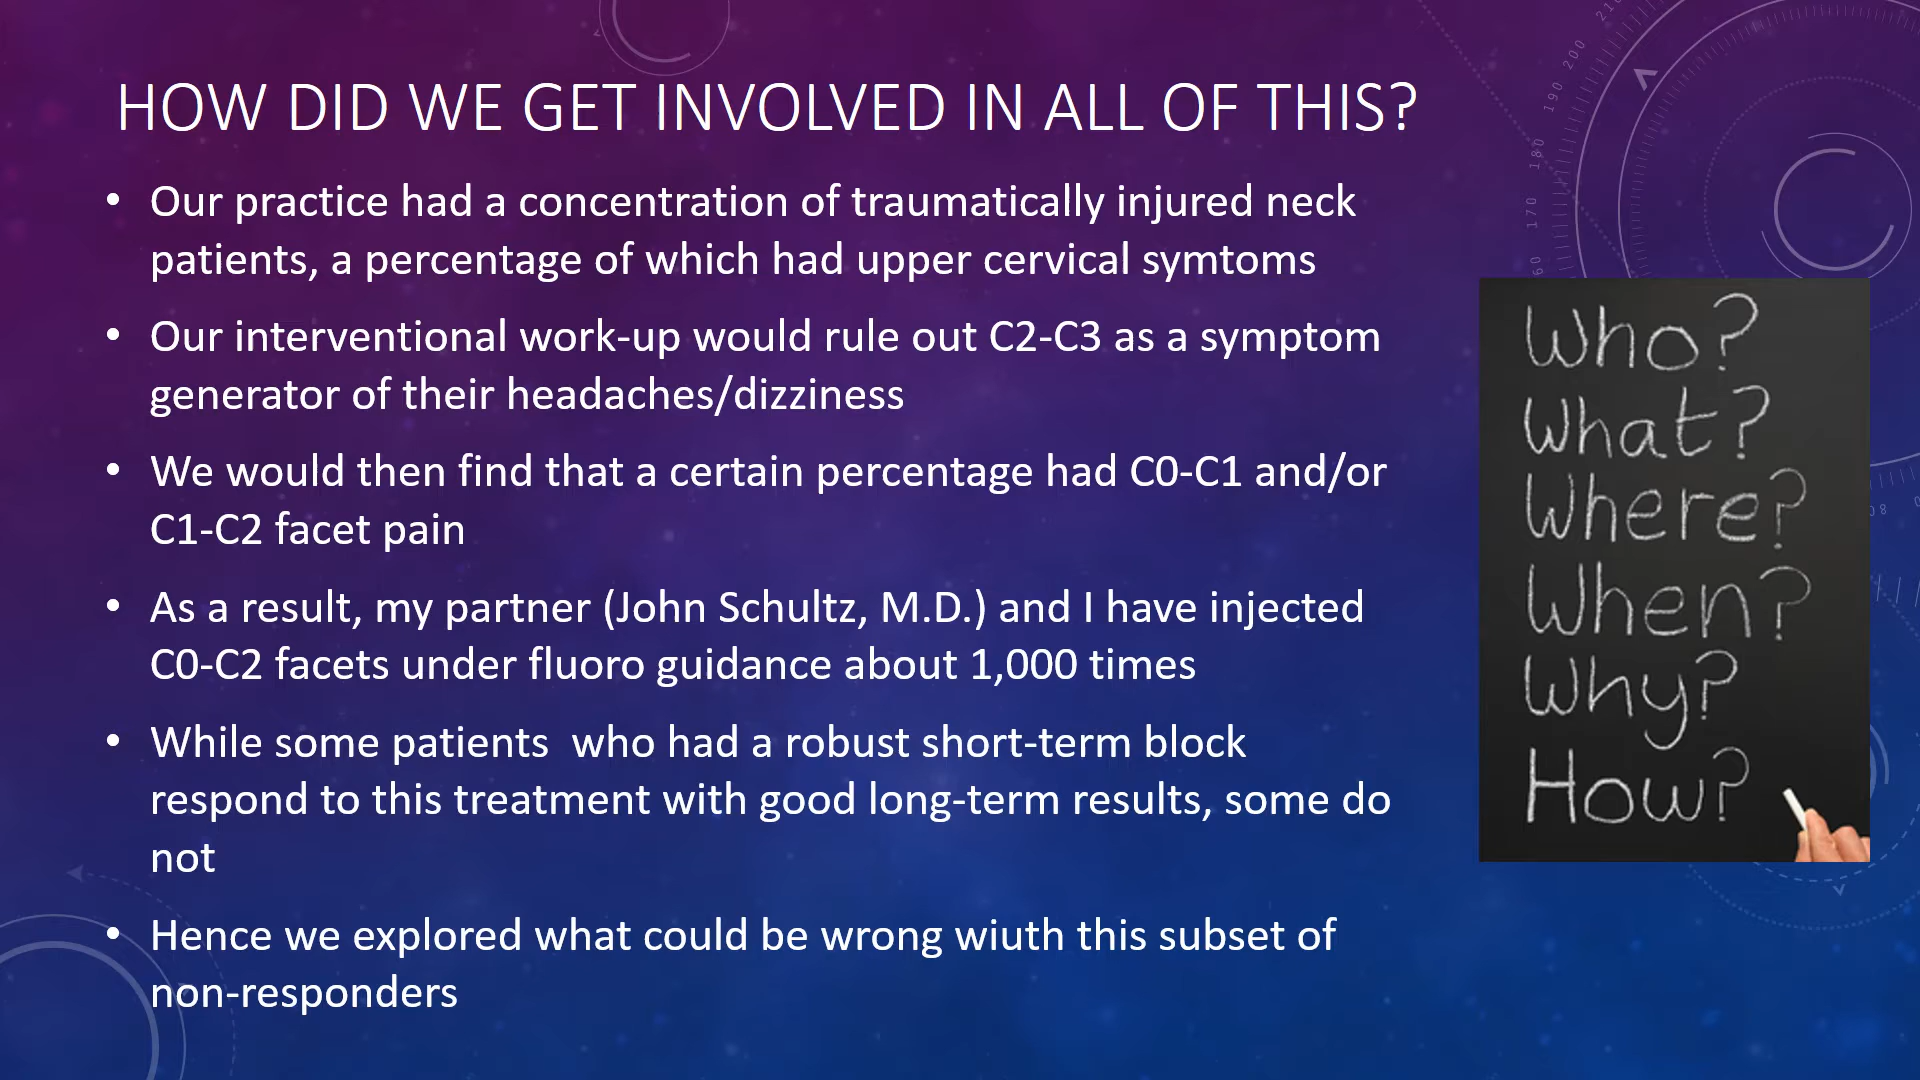 HOW DID WE GET INVOLVED IN ALL OF THIS?
• Our practice had a concentration of traumatically injured neck
patients, a percentage of which had upper cervical symtoms
• Our interventional work-up would rule out C2-C3 as a symptom
generator of their headaches/dizziness
• We would then find that a certain percentage had C0-C1 and/or
C1-C2 facet pain
• As a result, my partner (John Schultz, M.D.) and I have injected
C0-C2 facets under fluoro guidance about 1,000 times
• While some patients  who had a robust short-term block
respond to this treatment with good long-term results, some do
not
• Hence we explored what could be wrong wiuth this subset of
non-responders
Who?
What?
Where?
When?
Why?
How?
200
190
180
170